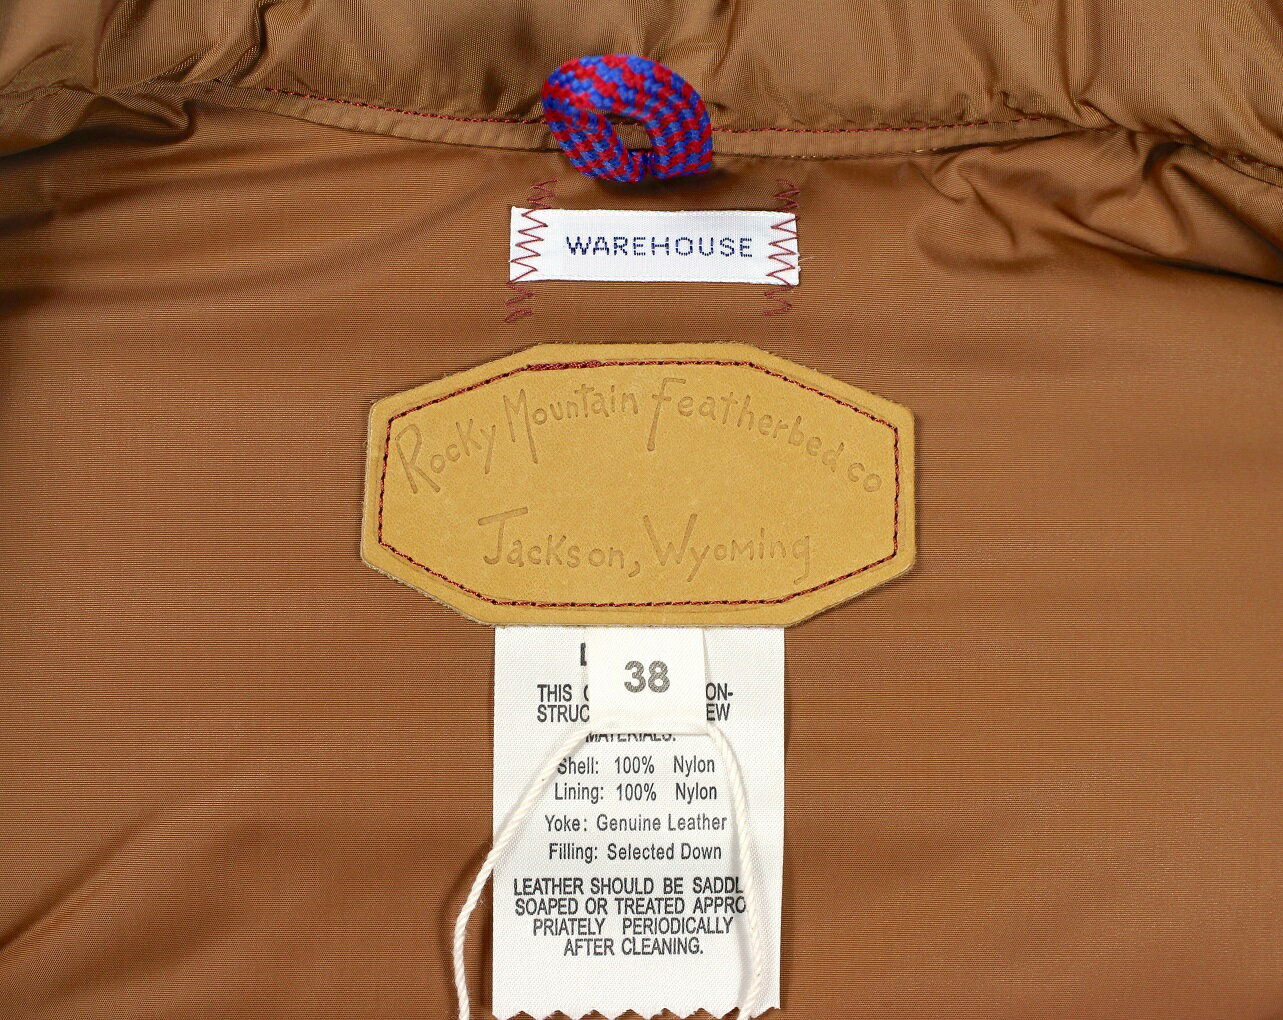 WAREHOUSE
Rocky Mountain Featherbed co
Jackson, Wyoming
38
THIS
STRUC
MATERIALS:
Shell: 100% Nylon
Lining: 100% Nylon
Yoke: Genuine Leather
Filling: Selected Down
LEATHER SHOULD BE SADDL
SOAPED OR TREATED APPRO
PRIATELY PERIODICALLY
AFTER CLEANING.